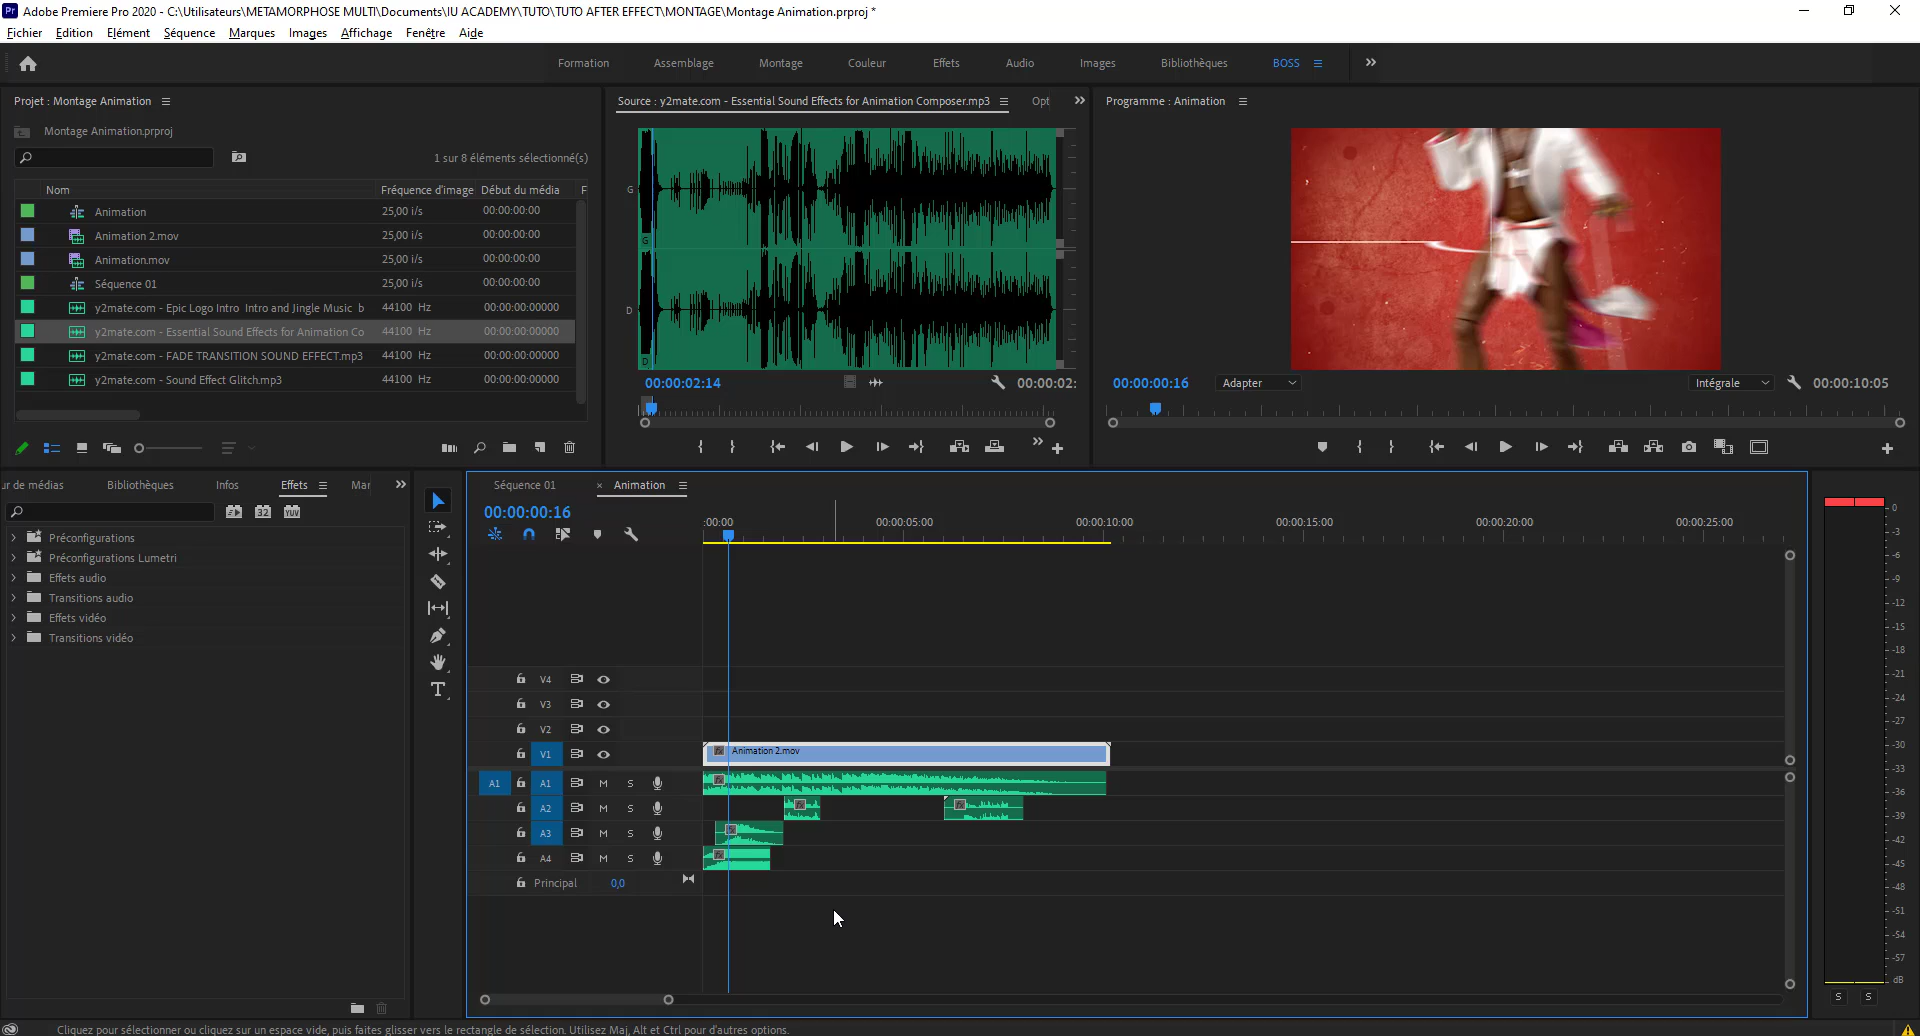 Adobe Premiere Pro 2020 - C:\Utilisateurs\METAMORPHOSE MULTI\Documents\IU ACADEMY\TUTO\TUTO AFTER EFFECT\MONTAGE\Montage Animation.prproj *
Fichier Edition Elément Séquence Marques Images Affichage Fenêtre Aide
Formation Assemblage Montage Couleur Effets Audio Images Bibliothèques BOSS
Projet : Montage Animation
Montage Animation.prproj
1 sur 8 éléments sélectionné(s)
Nom Fréquence d'image Début du média F
Animation 25,00 i/s 00:00:00:00
Animation 2.mov 25,00 i/s 00:00:00:00
Animation.mov 25,00 i/s 00:00:00:00
Séquence 01 25,00 i/s 00:00:00:00
y2mate.com - Epic Logo Intro Intro and Jingle Music b 44100 Hz 00:00:00:00000
y2mate.com - Essential Sound Effects for Animation Co 44100 Hz 00:00:00:00000
y2mate.com - FADE TRANSITION SOUND EFFECT.mp3 44100 Hz 00:00:00:00000
y2mate.com - Sound Effect Glitch.mp3 44100 Hz 00:00:00:00000
Source : y2mate.com - Essential Sound Effects for Animation Composer.mp3 Opt
G
G
D
D
00:00:02:14 00:00:02:
Programme : Animation
00:00:00:16 Adapter Intégrale 00:00:10:05
ur de médias Bibliothèques Infos Effets Mar
32 YUV
Préconfigurations
Préconfigurations Lumetri
Effets audio
Transitions audio
Effets vidéo
Transitions vidéo
Séquence 01 × Animation
00:00:00:16
:00:00 00:00:05:00 00:00:10:00 00:00:15:00 00:00:20:00 00:00:25:00
V4
V3
V2
V1 fx Animation 2.mov
A1 A1 M S fx
A2 M S fx fx
A3 M S fx
A4 M S fx
Principal 0,0
0
-3
-6
-9
-12
-15
-18
-21
-24
-27
-30
-33
-36
-39
-42
-45
-48
-51
-54
-57
dB
S S
Cliquez pour sélectionner ou cliquez sur un espace vide, puis faites glisser vers le rectangle de sélection. Utilisez Maj, Alt et Ctrl pour d'autres options.